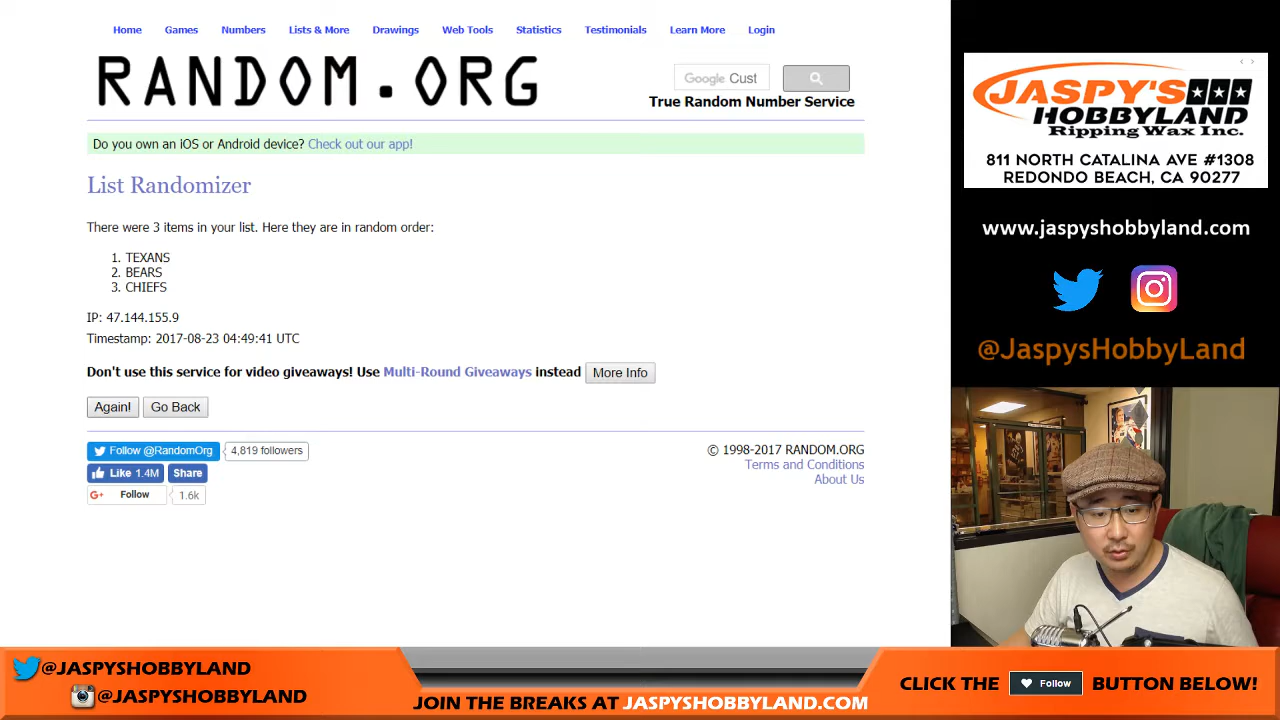 Home Games Numbers Lists & More Drawings Web Tools Statistics Testimonials Learn More Login
RANDOM.ORG
Google Cust
True Random Number Service
Do you own an iOS or Android device? Check out our app!
List Randomizer
There were 3 items in your list. Here they are in random order:
1. TEXANS
2. BEARS
3. CHIEFS
IP: 47.144.155.9
Timestamp: 2017-08-23 04:49:41 UTC
Don't use this service for video giveaways! Use Multi-Round Giveaways instead More Info
Again! Go Back
Follow @RandomOrg 4,819 followers
Like 1.4M Share
G+ Follow 1.6k
© 1998-2017 RANDOM.ORG
Terms and Conditions
About Us
JASPY'S
HOBBYLAND
Ripping Wax Inc.
811 NORTH CATALINA AVE #1308
REDONDO BEACH, CA 90277
www.jaspyshobbyland.com
@JaspysHobbyLand
@JASPYSHOBBYLAND
@JASPYSHOBBYLAND
JOIN THE BREAKS AT JASPYSHOBBYLAND.COM
CLICK THE Follow BUTTON BELOW!